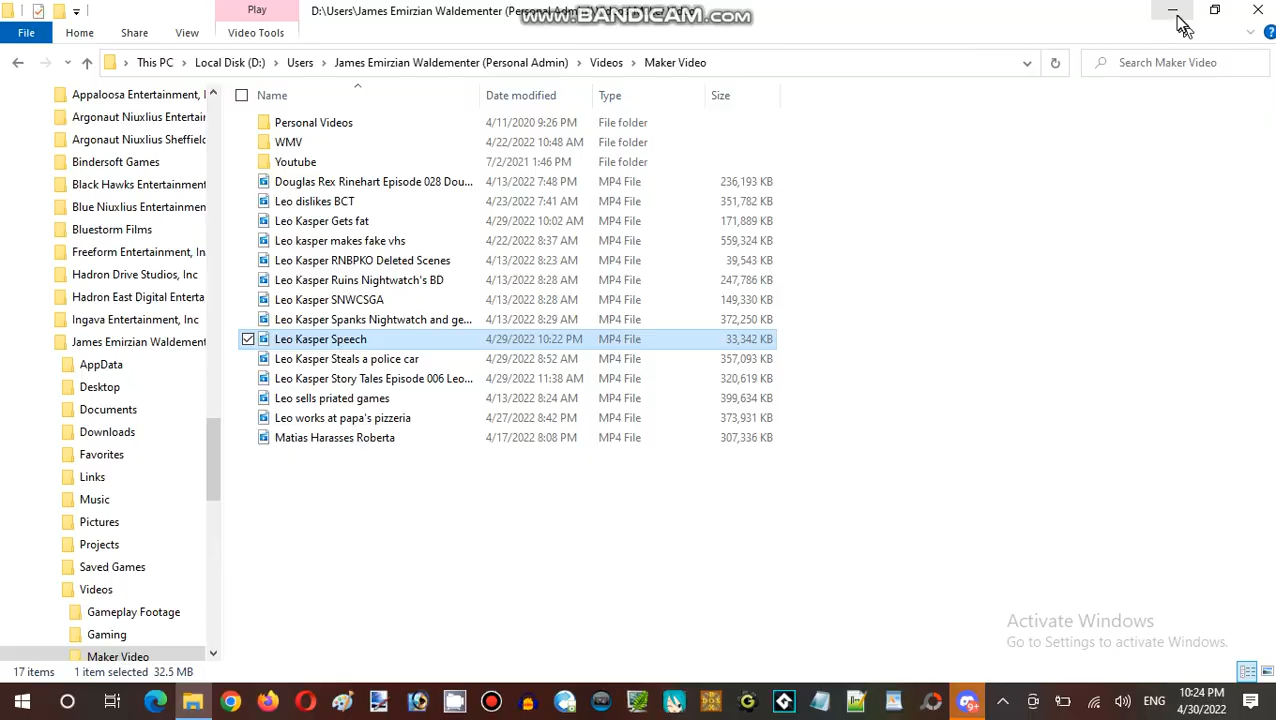 Play
D:\Users\James Emirzian Waldementer (Personal Admin)\Videos\Maker Video
www.BANDICAM.com
File Home Share View Video Tools
This PC Local Disk (D:) Users James Emirzian Waldementer (Personal Admin) Videos Maker Video Search Maker Video
Name Date modified Type Size
Appaloosa Entertainment, I
Argonaut Niuxlius Entertai
Argonaut Niuxlius Sheffield
Bindersoft Games
Black Hawks Entertainment
Blue Niuxlius Entertainmen
Bluestorm Films
Freeform Entertainment, In
Hadron Drive Studios, Inc
Hadron East Digital Enterta
Ingava Entertainment, Inc
James Emirzian Waldement
AppData
Desktop
Documents
Downloads
Favorites
Links
Music
Pictures
Projects
Saved Games
Videos
Gameplay Footage
Gaming
Maker Video
Personal Videos 4/11/2020 9:26 PM File folder
WMV 4/22/2022 10:48 AM File folder
Youtube 7/2/2021 1:46 PM File folder
Douglas Rex Rinehart Episode 028 Dou... 4/13/2022 7:48 PM MP4 File 236,193 KB
Leo dislikes BCT 4/23/2022 7:41 AM MP4 File 351,782 KB
Leo Kasper Gets fat 4/29/2022 10:02 AM MP4 File 171,889 KB
Leo kasper makes fake vhs 4/22/2022 8:37 AM MP4 File 559,324 KB
Leo Kasper RNBPKO Deleted Scenes 4/13/2022 8:23 AM MP4 File 39,543 KB
Leo Kasper Ruins Nightwatch's BD 4/13/2022 8:28 AM MP4 File 247,786 KB
Leo Kasper SNWCSGA 4/13/2022 8:28 AM MP4 File 149,330 KB
Leo Kasper Spanks Nightwatch and ge... 4/13/2022 8:29 AM MP4 File 372,250 KB
Leo Kasper Speech 4/29/2022 10:22 PM MP4 File 33,342 KB
Leo Kasper Steals a police car 4/29/2022 8:52 AM MP4 File 357,093 KB
Leo Kasper Story Tales Episode 006 Leo... 4/29/2022 11:38 AM MP4 File 320,619 KB
Leo sells priated games 4/13/2022 8:24 AM MP4 File 399,634 KB
Leo works at papa's pizzeria 4/27/2022 8:42 PM MP4 File 373,931 KB
Matias Harasses Roberta 4/17/2022 8:08 PM MP4 File 307,336 KB
Activate Windows
Go to Settings to activate Windows.
17 items 1 item selected 32.5 MB
ENG
10:24 PM
4/30/2022